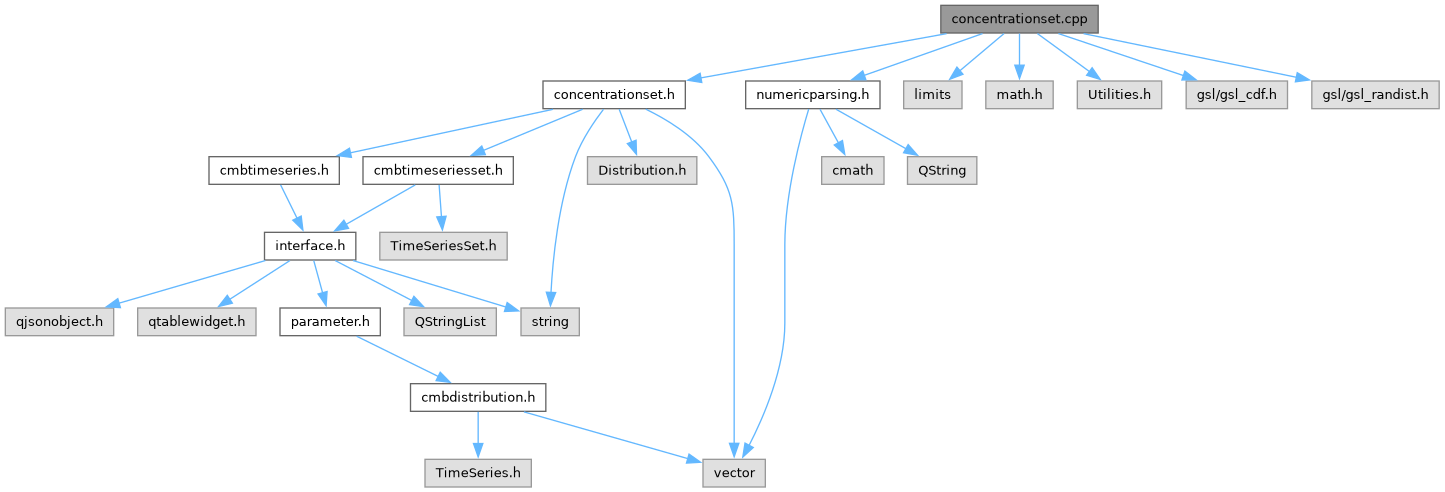 concentrationset.cpp
concentrationset.h
numericparsing.h
limits
math.h
Utilities.h
gsl/gsl_cdf.h
gsl/gsl_randist.h
cmbtimeseries.h
cmbtimeseriesset.h
Distribution.h
cmath
QString
interface.h
TimeSeriesSet.h
qjsonobject.h
qtablewidget.h
parameter.h
QStringList
string
cmbdistribution.h
TimeSeries.h
vector